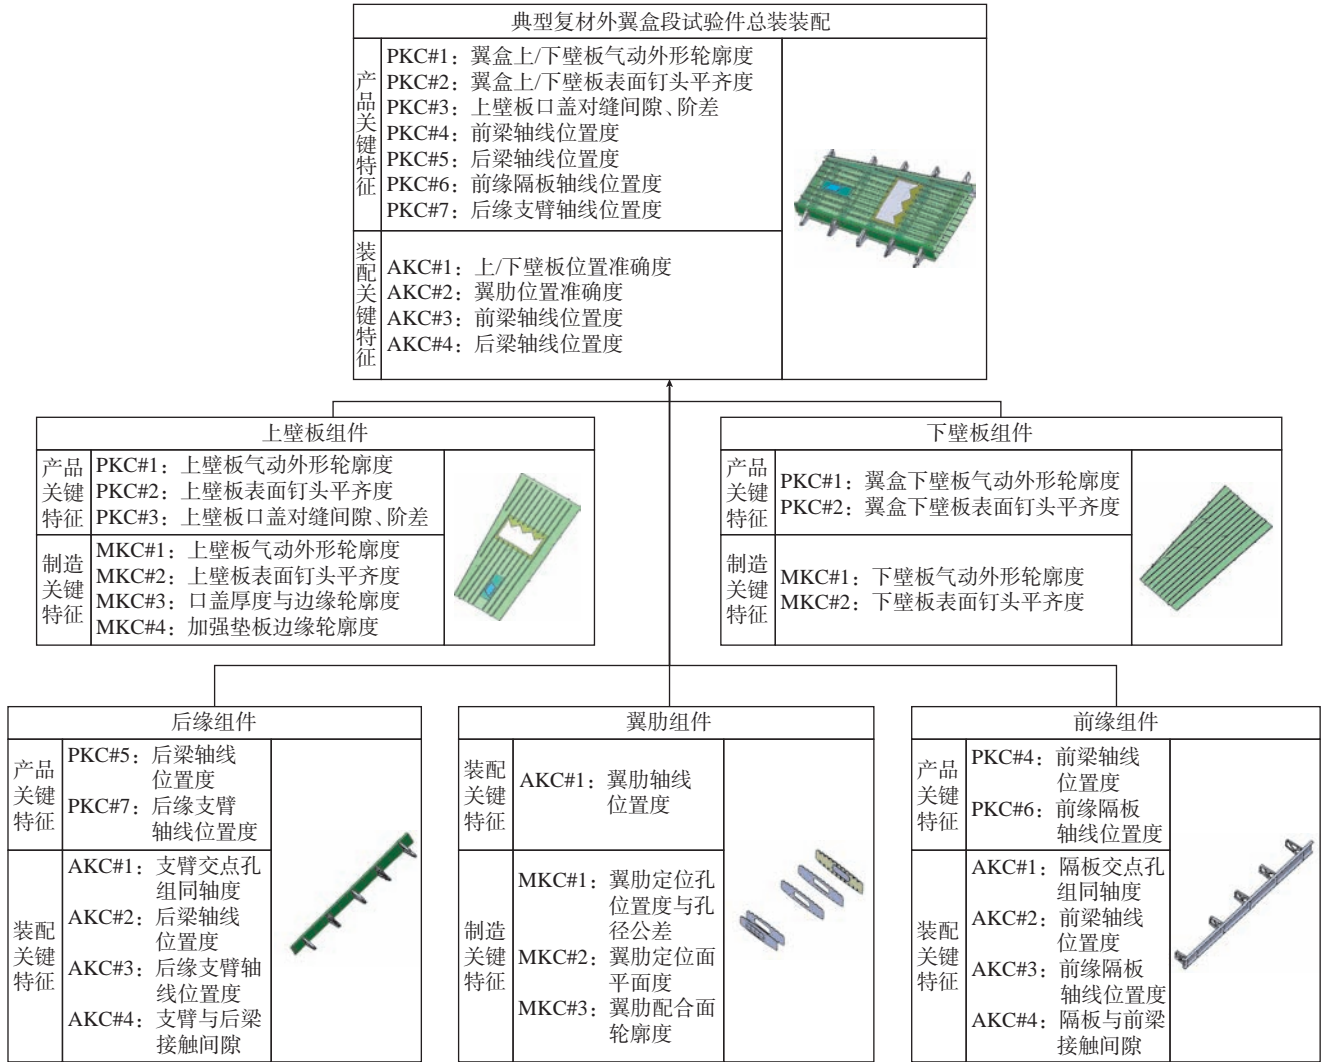 典型复材外翼盒段试验件总装装配
产品关键特征
PKC#1：翼盒上/下壁板气动外形轮廓度
PKC#2：翼盒上/下壁板表面钉头平齐度
PKC#3：上壁板口盖对缝间隙、阶差
PKC#4：前梁轴线位置度
PKC#5：后梁轴线位置度
PKC#6：前缘隔板轴线位置度
PKC#7：后缘支臂轴线位置度
装配关键特征
AKC#1：上/下壁板位置准确度
AKC#2：翼肋位置准确度
AKC#3：前梁轴线位置度
AKC#4：后梁轴线位置度
上壁板组件
产品
关键
特征
PKC#1：上壁板气动外形轮廓度
PKC#2：上壁板表面钉头平齐度
PKC#3：上壁板口盖对缝间隙、阶差
制造
关键
特征
MKC#1：上壁板气动外形轮廓度
MKC#2：上壁板表面钉头平齐度
MKC#3：口盖厚度与边缘轮廓度
MKC#4：加强垫板边缘轮廓度
下壁板组件
产品
关键
特征
PKC#1：翼盒下壁板气动外形轮廓度
PKC#2：翼盒下壁板表面钉头平齐度
制造
关键
特征
MKC#1：下壁板气动外形轮廓度
MKC#2：下壁板表面钉头平齐度
后缘组件
产品
关键
特征
PKC#5：后梁轴线
位置度
PKC#7：后缘支臂
轴线位置度
装配
关键
特征
AKC#1：支臂交点孔
组同轴度
AKC#2：后梁轴线
位置度
AKC#3：后缘支臂轴
线位置度
AKC#4：支臂与后梁
接触间隙
翼肋组件
装配
关键
特征
AKC#1：翼肋轴线
位置度
制造
关键
特征
MKC#1：翼肋定位孔
位置度与孔
径公差
MKC#2：翼肋定位面
平面度
MKC#3：翼肋配合面
轮廓度
前缘组件
产品
关键
特征
PKC#4：前梁轴线
位置度
PKC#6：前缘隔板
轴线位置度
装配
关键
特征
AKC#1：隔板交点孔
组同轴度
AKC#2：前梁轴线
位置度
AKC#3：前缘隔板
轴线位置度
AKC#4：隔板与前梁
接触间隙